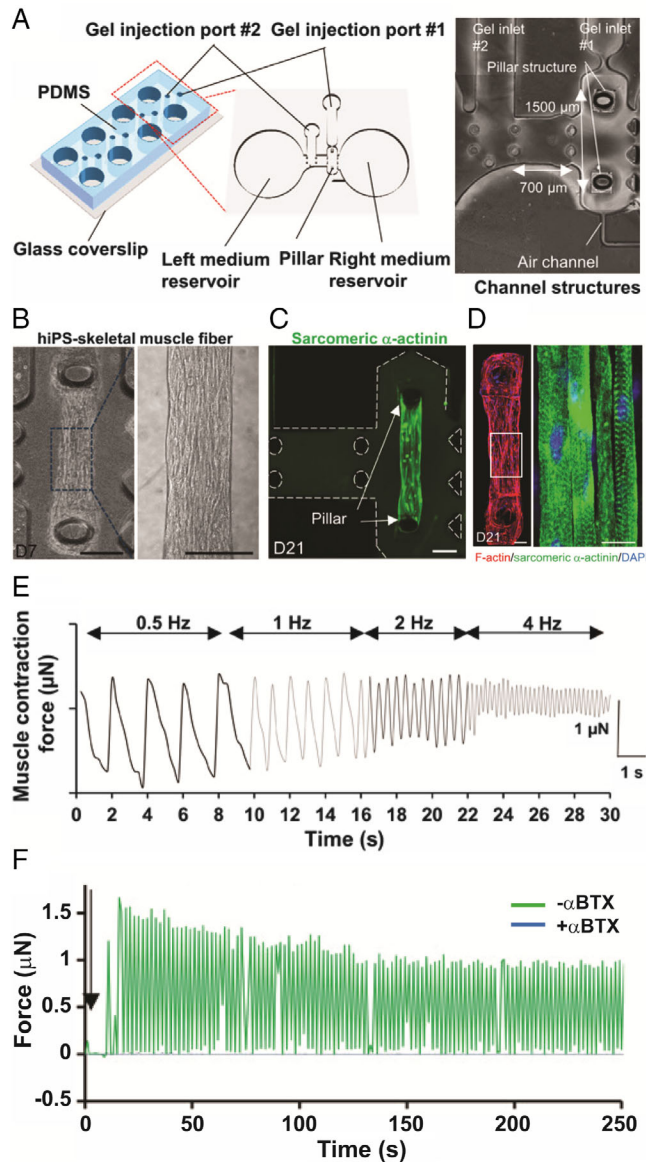 A
Gel injection port #2
Gel injection port #1
PDMS
Glass coverslip
Left medium
reservoir
Pillar
Right medium
reservoir
Gel inlet
#2
Gel inlet
#1
Pillar structure
1500 µm
700 µm
Air channel
Channel structures
B
hiPS-skeletal muscle fiber
D7
C
Sarcomeric α-actinin
Pillar
D21
D
D21
F-actin/sarcomeric α-actinin/DAP
E
0.5 Hz
1 Hz
2 Hz
4 Hz
Muscle contraction
force (µN)
1 µN
1 s
0 2 4 6 8 10 12 14 16 18 20 22 24 26 28 30
Time (s)
F
-αBTX
+αBTX
Force (µN)
1.5
1
0.5
0
-0.5
0 50 100 150 200 250
Time (s)